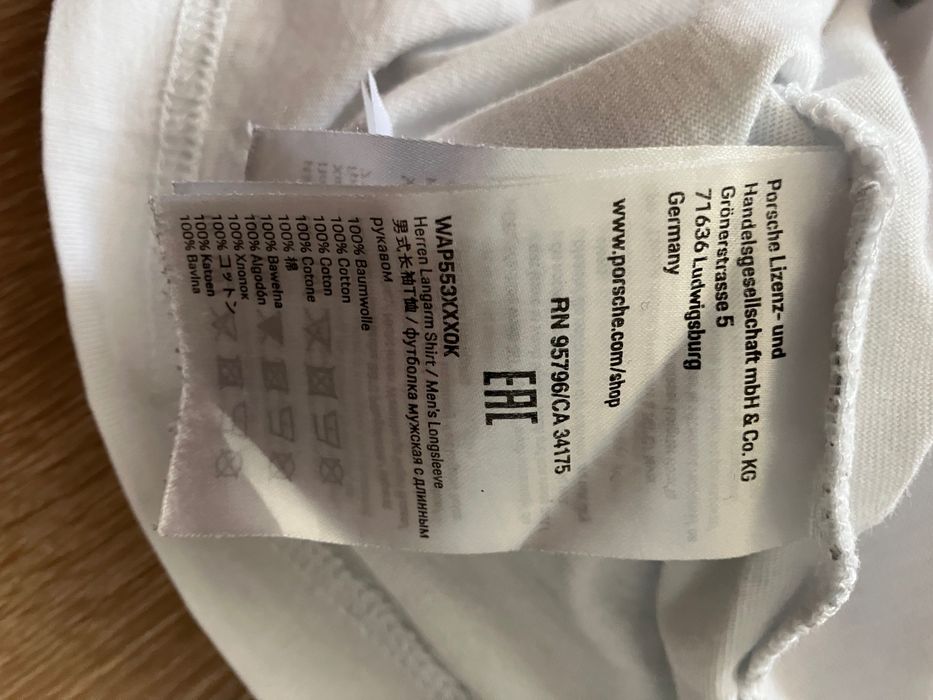 Porsche Lizenz- und
Handelsgesellschaft mbH & Co. KG
Grönerstrasse 5
71636 Ludwigsburg
Germany
www.porsche.com/shop
RN 95796/CA 34175
EAC
WAP553XXX0K
Herren Langarm Shirt / Men's Longsleeve
男式长袖T恤 / футболка мужская с длинным
рукавом
100% Baumwolle
100% Cotton
100% Coton
100% Cotone
100% 棉
100% Bawełna
100% Algodón
100% Хлопок
100% コットン
100% Katoen
100% Bavlna